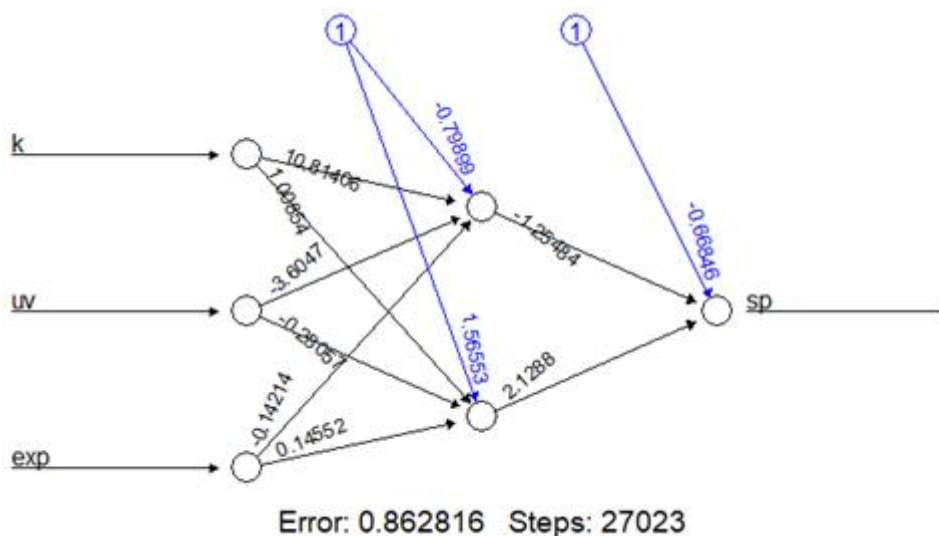 1 1
-0.79899
k
10.81406
1.00854
-1.25484
-0.66846
-3.6047
uv
sp
-0.28057
1.56553
2.1288
-0.14214
0.14552
exp
Error: 0.862816 Steps: 27023